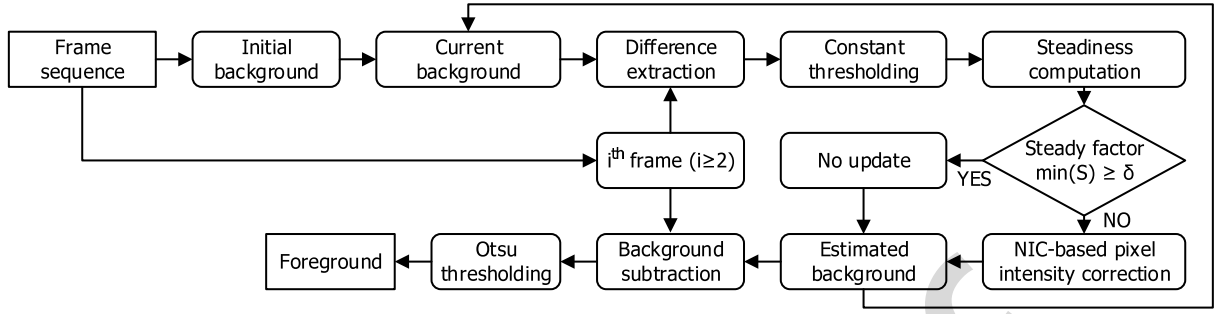 Frame
sequence
Initial
background
Current
background
Difference
extraction
Constant
thresholding
Steadiness
computation
iᵗʰ frame (i≥2)
No update
YES
Steady factor
min(S) ≥ δ
NO
Foreground
Otsu
thresholding
Background
subtraction
Estimated
background
NIC-based pixel
intensity correction